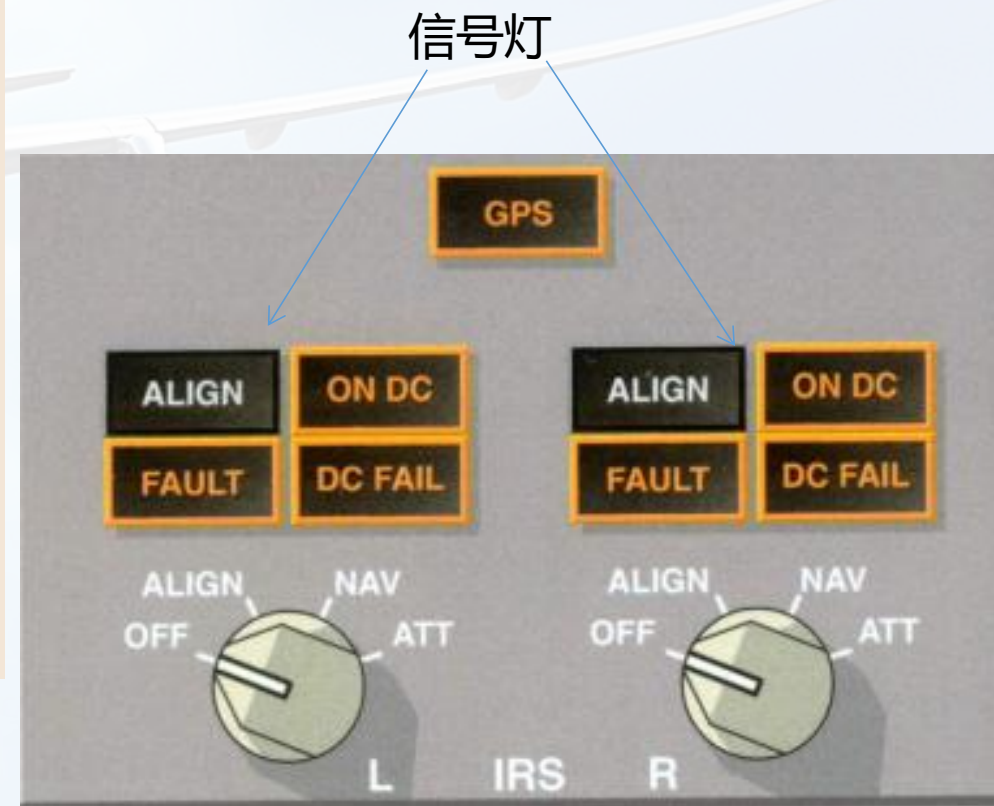 信号灯
GPS
ALIGN ON DC ALIGN ON DC
FAULT DC FAIL FAULT DC FAIL
ALIGN NAV ALIGN NAV
OFF ATT OFF ATT
L IRS R